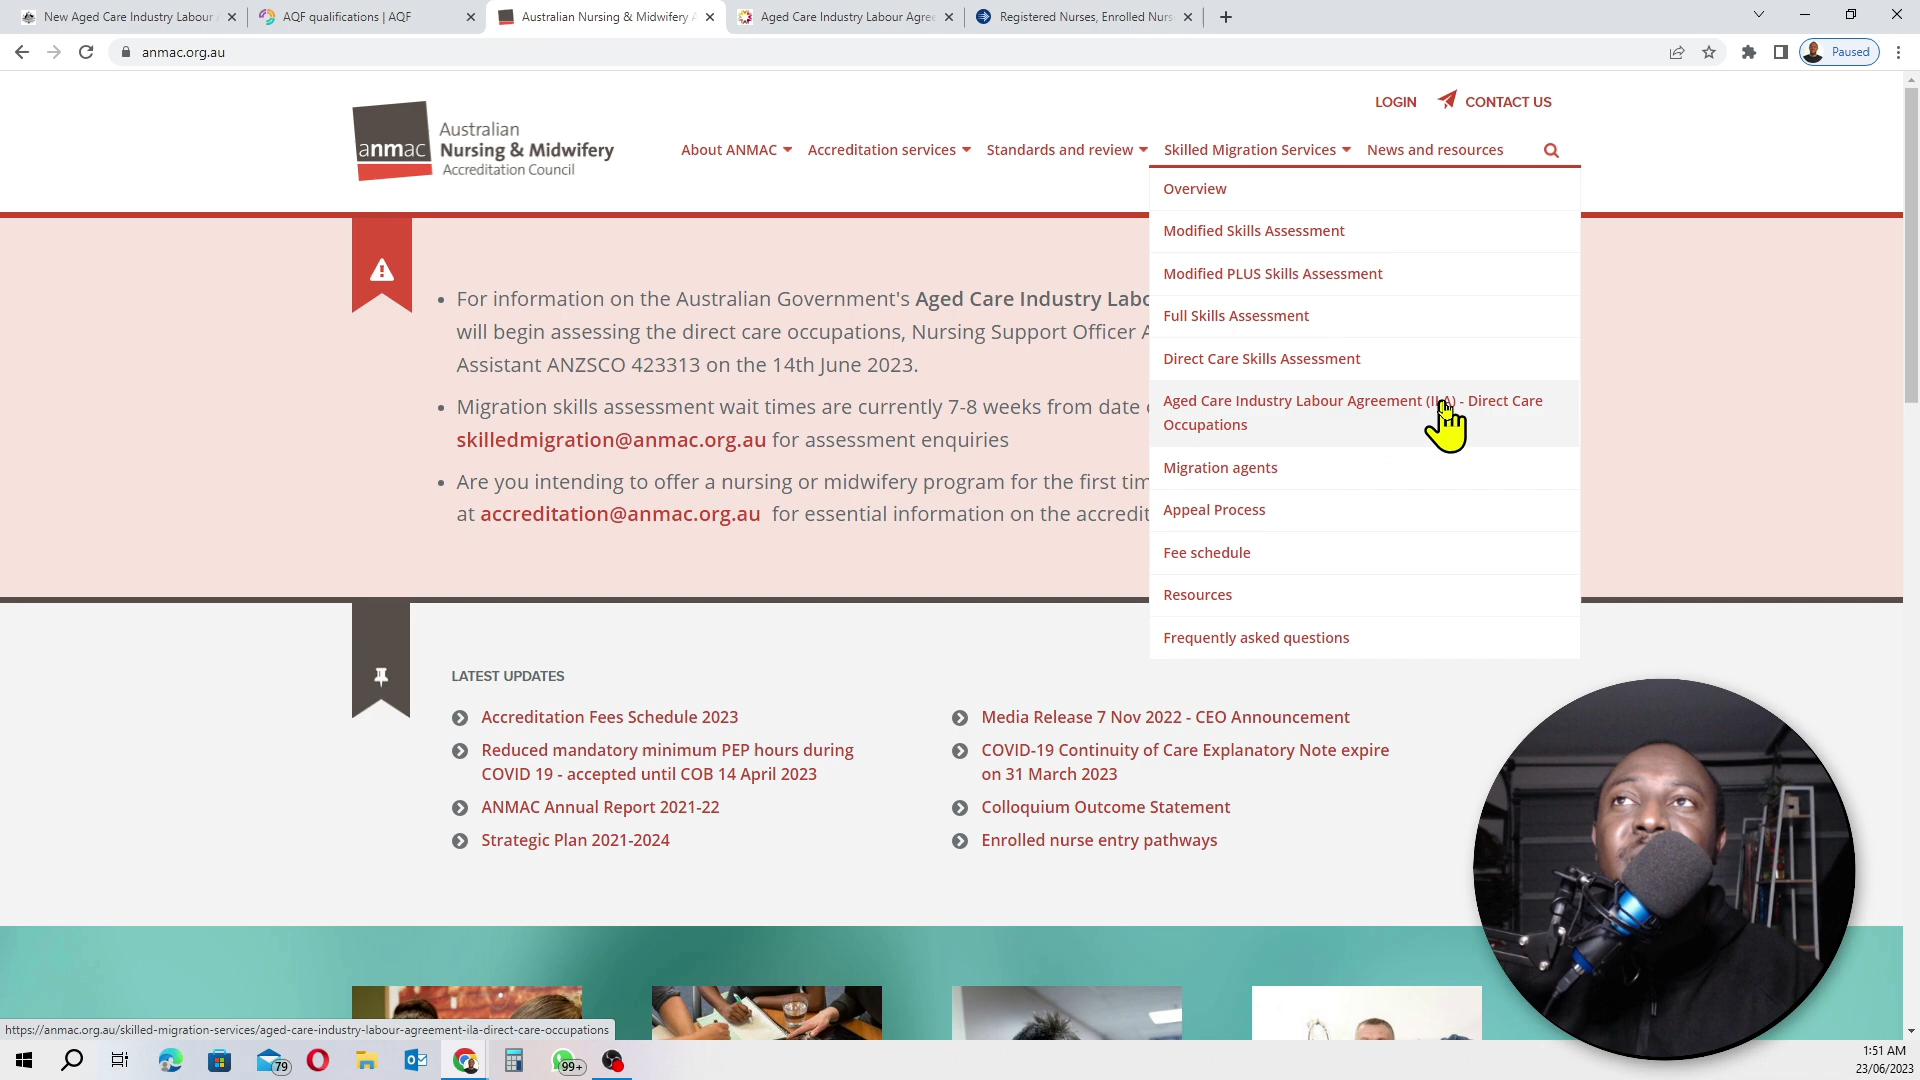 New Aged Care Industry Labour
AQF qualifications | AQF
Australian Nursing & Midwifery A
Aged Care Industry Labour Agree
Registered Nurses, Enrolled Nurs
anmac.org.au
Paused
LOGIN
CONTACT US
anmac
Australian
Nursing & Midwifery
Accreditation Council
About ANMAC
Accreditation services
Standards and review
Skilled Migration Services
News and resources
Overview
Modified Skills Assessment
Modified PLUS Skills Assessment
Full Skills Assessment
Direct Care Skills Assessment
Aged Care Industry Labour Agreement (ILA) - Direct Care
Occupations
Migration agents
Appeal Process
Fee schedule
Resources
Frequently asked questions
For information on the Australian Government's Aged Care Industry Labo
will begin assessing the direct care occupations, Nursing Support Officer A
Assistant ANZSCO 423313 on the 14th June 2023.
Migration skills assessment wait times are currently 7-8 weeks from date
skilledmigration@anmac.org.au for assessment enquiries
Are you intending to offer a nursing or midwifery program for the first tim
at accreditation@anmac.org.au for essential information on the accredit
LATEST UPDATES
Accreditation Fees Schedule 2023
Reduced mandatory minimum PEP hours during
COVID 19 - accepted until COB 14 April 2023
ANMAC Annual Report 2021-22
Strategic Plan 2021-2024
Media Release 7 Nov 2022 - CEO Announcement
COVID-19 Continuity of Care Explanatory Note expire
on 31 March 2023
Colloquium Outcome Statement
Enrolled nurse entry pathways
https://anmac.org.au/skilled-migration-services/aged-care-industry-labour-agreement-ila-direct-care-occupations
79
99+
1:51 AM
23/06/2023